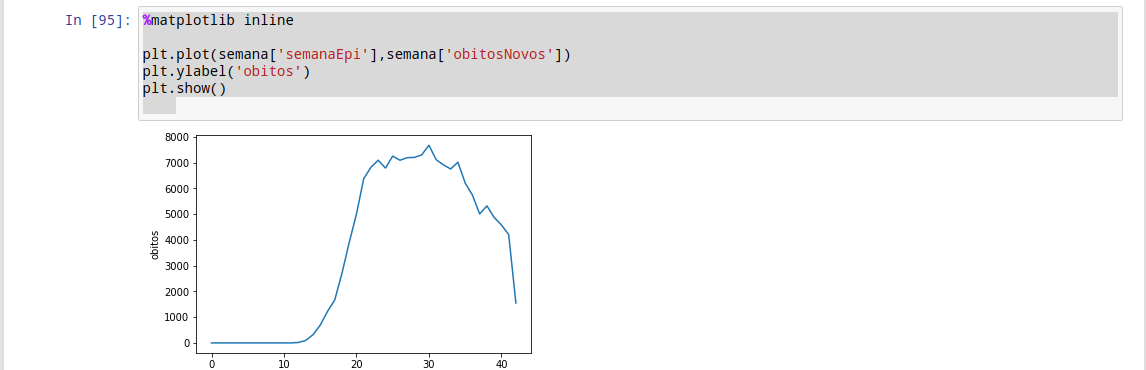 In [95]: %matplotlib inline
plt.plot(semana['semanaEpi'],semana['obitosNovos'])
plt.ylabel('obitos')
plt.show()
8000
7000
6000
5000
4000
3000
2000
1000
0
obitos
0 10 20 30 40